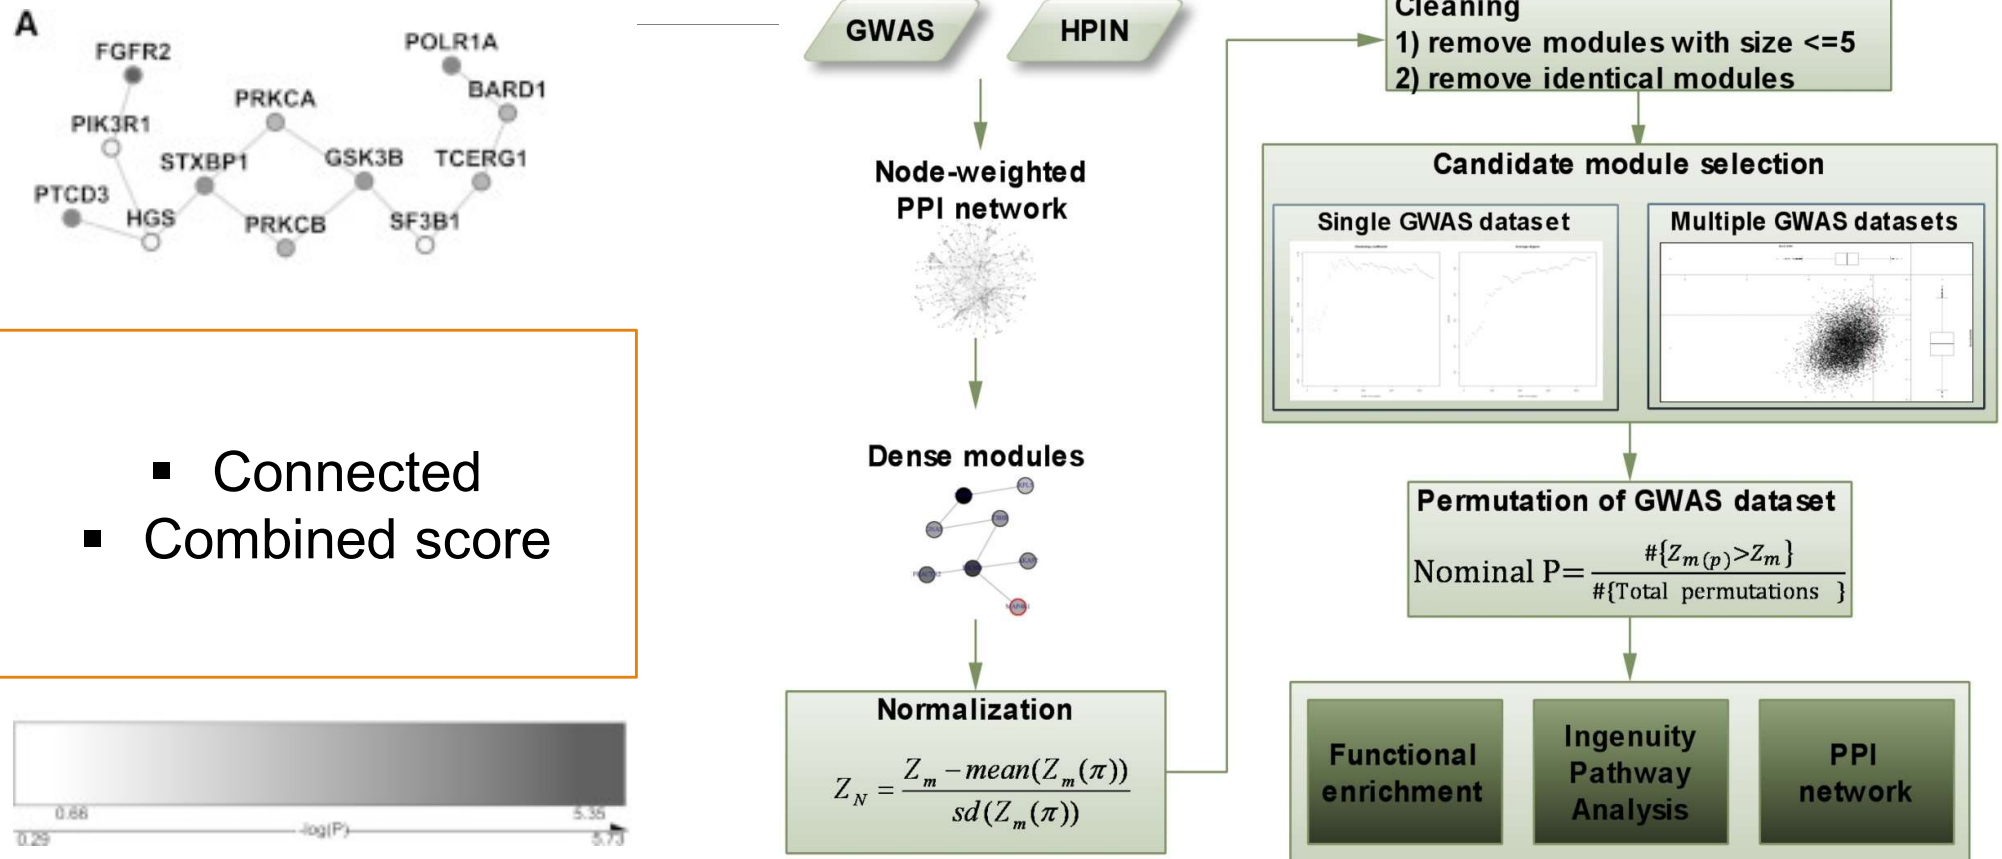 A
FGFR2
POLR1A
BARD1
PRKCA
PIK3R1
STXBP1
GSK3B
TCERG1
PTCD3
HGS
PRKCB
SF3B1
▪ Connected
▪ Combined score
0.66
5.35
-log(P)
0.29
5.73
GWAS
HPIN
Node-weighted
PPI network
Dense modules
Normalization
Z_N = (Z_m − mean(Z_m(π))) / sd(Z_m(π))
Cleaning
1) remove modules with size <=5
2) remove identical modules
Candidate module selection
Single GWAS dataset
Multiple GWAS datasets
Permutation of GWAS dataset
Nominal P= #{Z_m(p)>Z_m} / #{Total permutations }
Functional
enrichment
Ingenuity
Pathway
Analysis
PPI
network